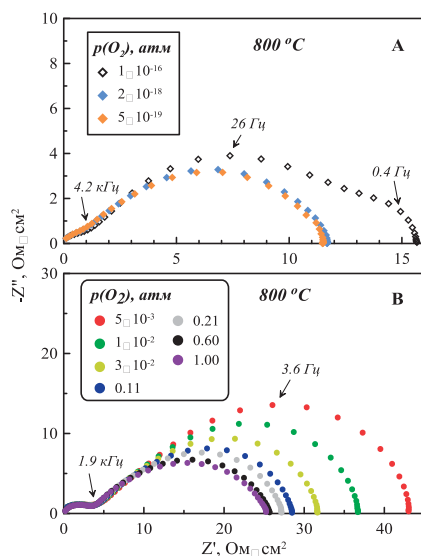 10
800 °C
A
p(O₂), атм
1□10⁻¹⁶
2□10⁻¹⁸
5□10⁻¹⁹
8
6
4
2
0
26 Гц
4.2 кГц
0.4 Гц
5
10
15
-Z'', Ом□см²
30
20
10
0
p(O₂), атм
800 °C
B
5□10⁻³
0.21
1□10⁻²
0.60
3□10⁻²
1.00
0.11
3.6 Гц
1.9 кГц
10
20
30
40
Z', Ом□см²